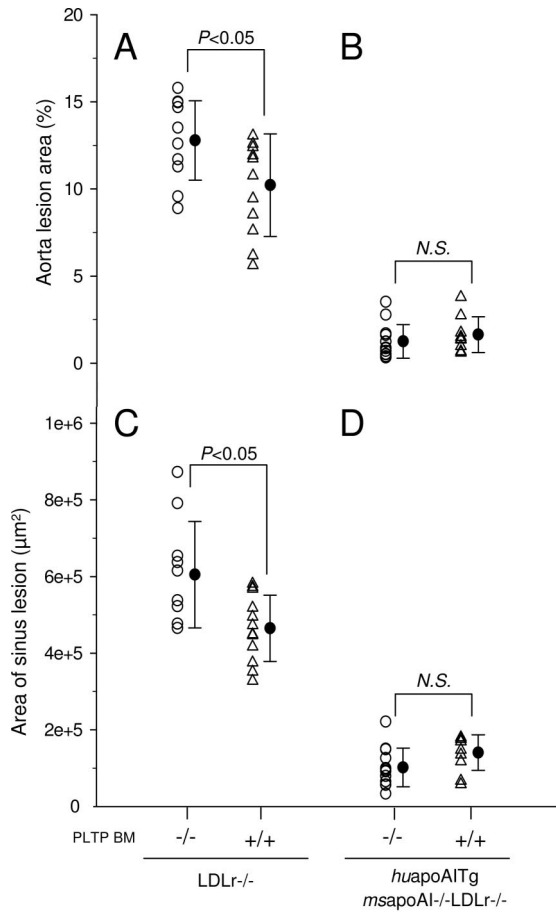 20
A
P<0.05
B
15
Aorta lesion area (%)
10
5
N.S.
0
1e+6
C
P<0.05
D
8e+5
Area of sinus lesion (µm²)
6e+5
4e+5
N.S.
2e+5
0
PLTP BM -/- +/+ -/- +/+
LDLr-/- huapoAITg
msapoAI-/-LDLr-/-